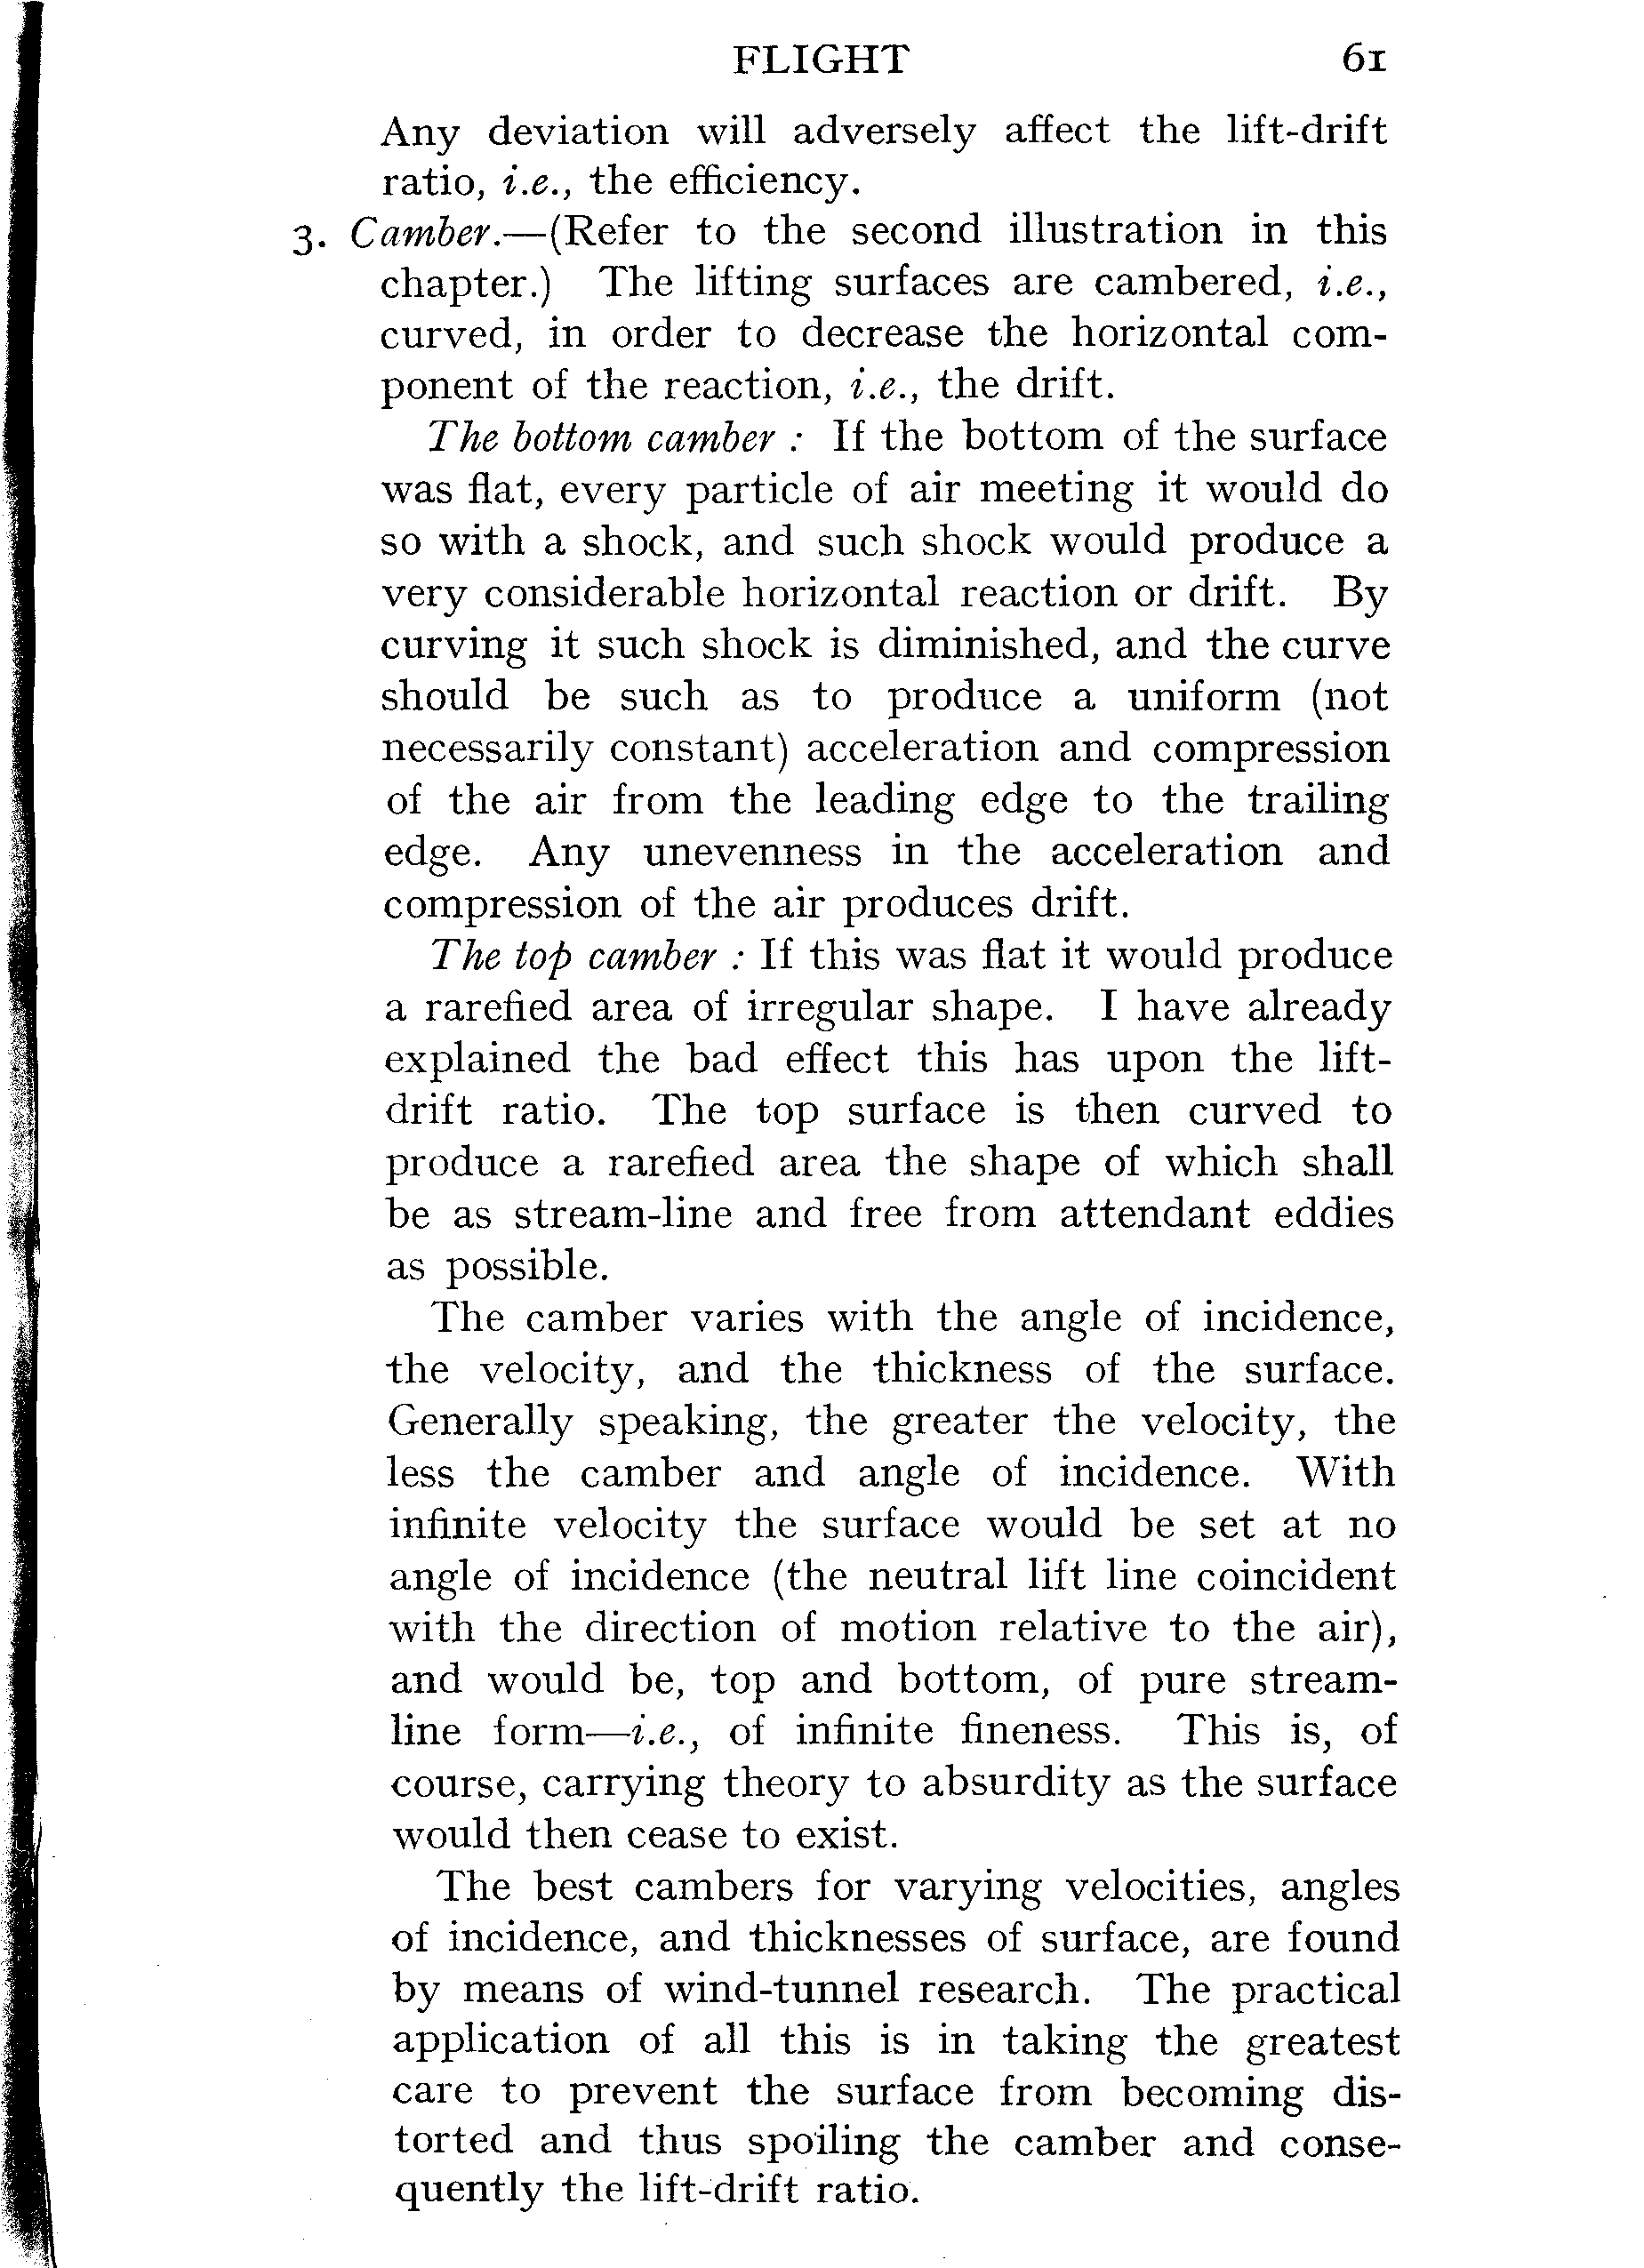 FLIGHT 61
Any deviation will adversely affect the lift-drift
ratio, i.e., the efficiency.
3. Camber.—(Refer to the second illustration in this
chapter.) The lifting surfaces are cambered, i.e.,
curved, in order to decrease the horizontal com-
ponent of the reaction, i.e., the drift.
The bottom camber : If the bottom of the surface
was flat, every particle of air meeting it would do
so with a shock, and such shock would produce a
very considerable horizontal reaction or drift. By
curving it such shock is diminished, and the curve
should be such as to produce a uniform (not
necessarily constant) acceleration and compression
of the air from the leading edge to the trailing
edge. Any unevenness in the acceleration and
compression of the air produces drift.
The top camber : If this was flat it would produce
a rarefied area of irregular shape. I have already
explained the bad effect this has upon the lift-
drift ratio. The top surface is then curved to
produce a rarefied area the shape of which shall
be as stream-line and free from attendant eddies
as possible.
The camber varies with the angle of incidence,
the velocity, and the thickness of the surface.
Generally speaking, the greater the velocity, the
less the camber and angle of incidence. With
infinite velocity the surface would be set at no
angle of incidence (the neutral lift line coincident
with the direction of motion relative to the air),
and would be, top and bottom, of pure stream-
line form—i.e., of infinite fineness. This is, of
course, carrying theory to absurdity as the surface
would then cease to exist.
The best cambers for varying velocities, angles
of incidence, and thicknesses of surface, are found
by means of wind-tunnel research. The practical
application of all this is in taking the greatest
care to prevent the surface from becoming dis-
torted and thus spoiling the camber and conse-
quently the lift-drift ratio.